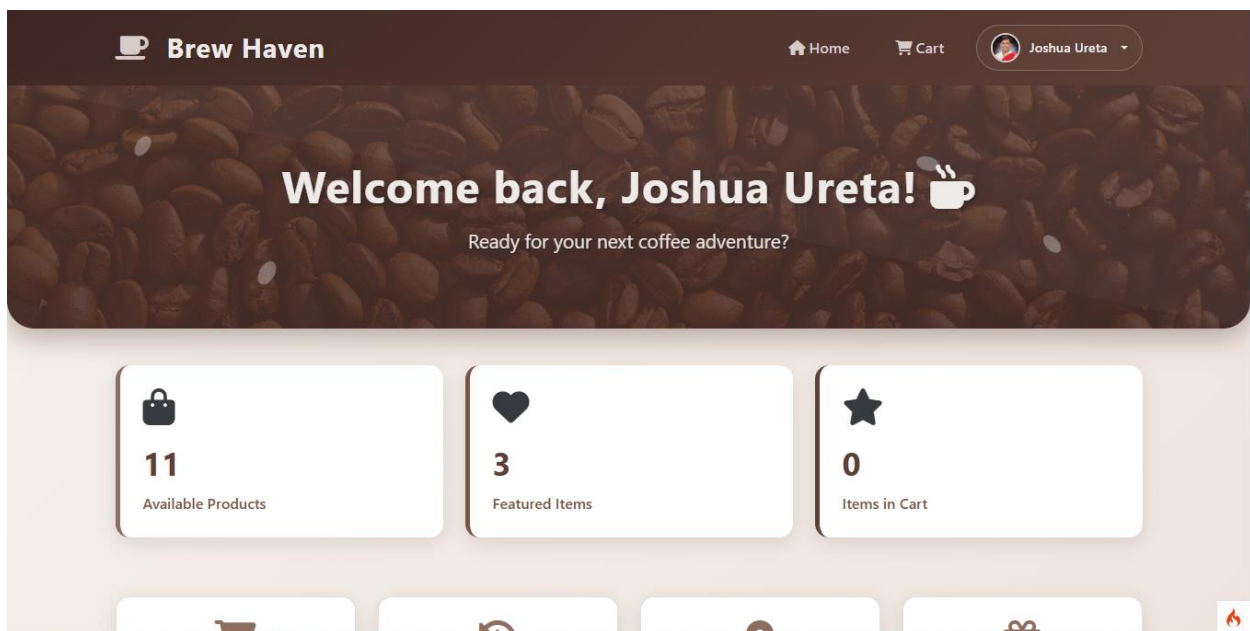 Brew Haven
Home
Cart
Joshua Ureta
Welcome back, Joshua Ureta!
Ready for your next coffee adventure?
11
Available Products
3
Featured Items
0
Items in Cart